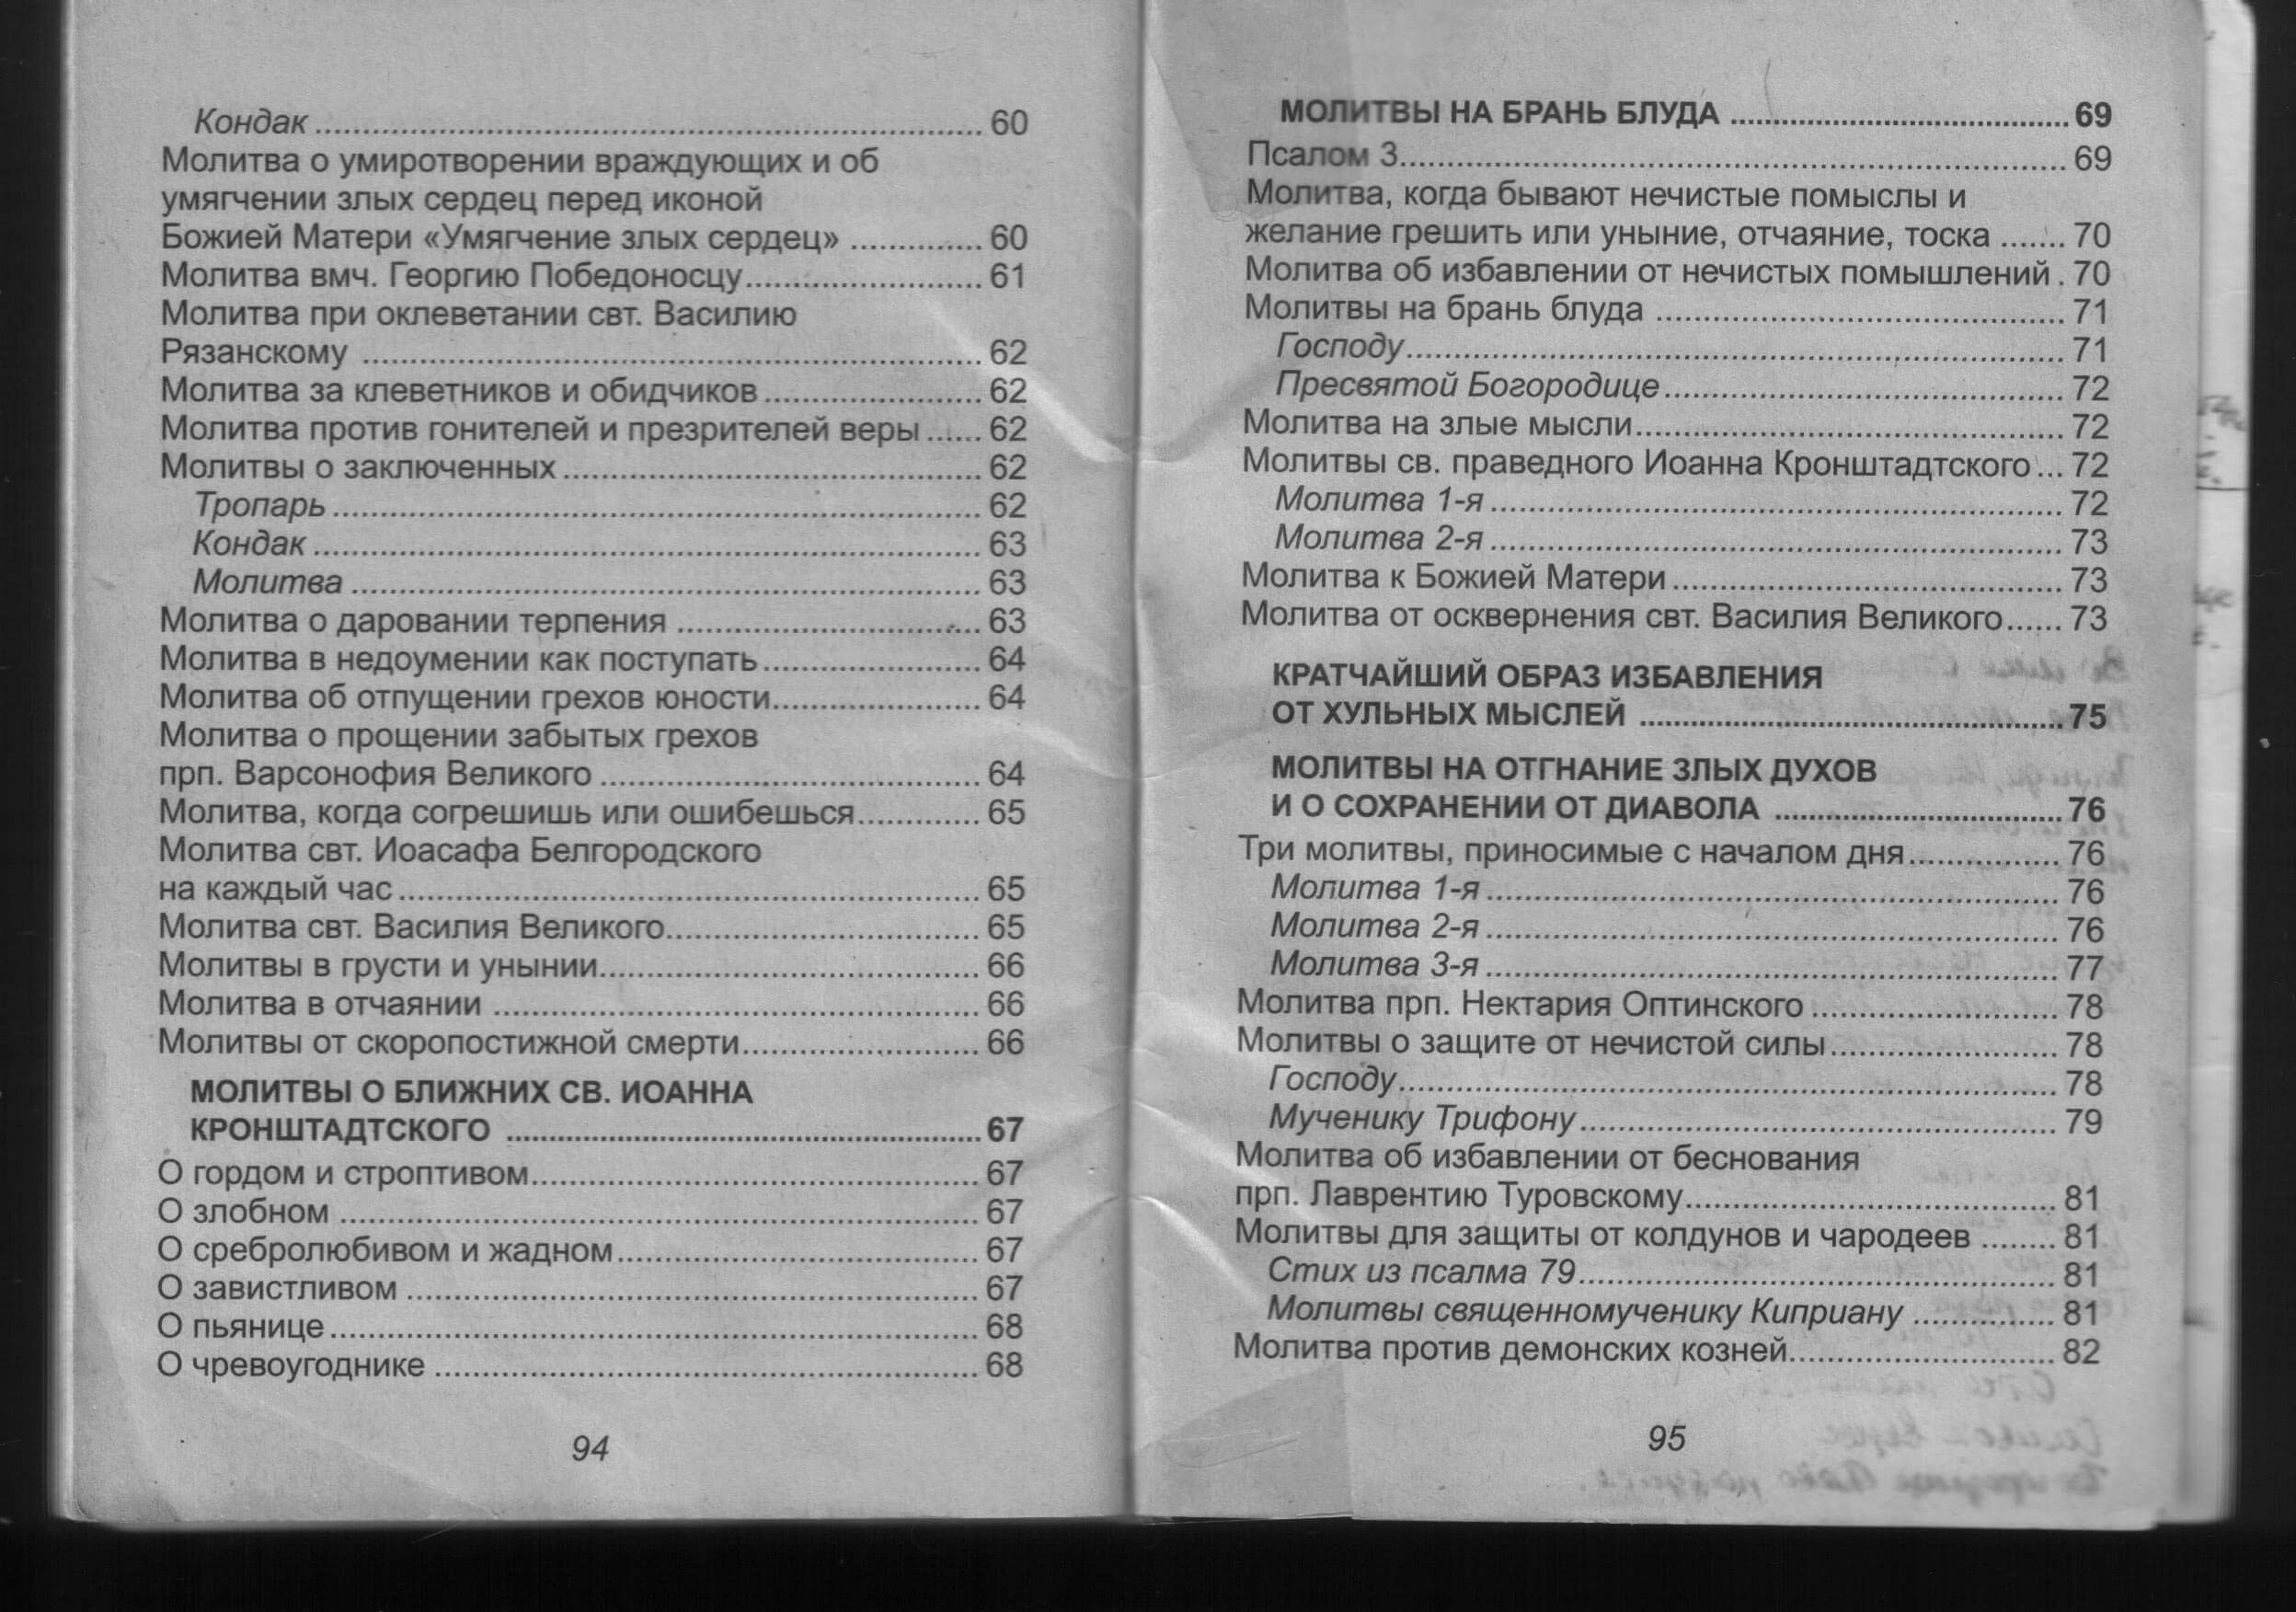 Кондак ........ 60
Молитва о умиротворении враждующих и об
умягчении злых сердец перед иконой
Божией Матери «Умягчение злых сердец» ........ 60
Молитва вмч. Георгию Победоносцу ........ 61
Молитва при оклеветании свт. Василию
Рязанскому ........ 62
Молитва за клеветников и обидчиков ........ 62
Молитва против гонителей и презрителей веры ...... 62
Молитвы о заключенных ........ 62
Тропарь ........ 62
Кондак ........ 63
Молитва ........ 63
Молитва о даровании терпения ........ 63
Молитва в недоумении как поступать ........ 64
Молитва об отпущении грехов юности ........ 64
Молитва о прощении забытых грехов
прп. Варсонофия Великого ........ 64
Молитва, когда согрешишь или ошибешься ........ 65
Молитва свт. Иоасафа Белгородского
на каждый час ........ 65
Молитва свт. Василия Великого ........ 65
Молитвы в грусти и унынии ........ 66
Молитва в отчаянии ........ 66
Молитвы от скоропостижной смерти ........ 66
МОЛИТВЫ О БЛИЖНИХ СВ. ИОАННА
КРОНШТАДТСКОГО ........ 67
О гордом и строптивом ........ 67
О злобном ........ 67
О сребролюбивом и жадном ........ 67
О завистливом ........ 67
О пьянице ........ 68
О чревоугоднике ........ 68
94
МОЛИТВЫ НА БРАНЬ БЛУДА ........ 69
Псалом 3 ........ 69
Молитва, когда бывают нечистые помыслы и
желание грешить или уныние, отчаяние, тоска ....... 70
Молитва об избавлении от нечистых помышлений . 70
Молитвы на брань блуда ........ 71
Господу ........ 71
Пресвятой Богородице ........ 72
Молитва на злые мысли ........ 72
Молитвы св. праведного Иоанна Кронштадтского ... 72
Молитва 1-я ........ 72
Молитва 2-я ........ 73
Молитва к Божией Матери ........ 73
Молитва от осквернения свт. Василия Великого ...... 73
КРАТЧАЙШИЙ ОБРАЗ ИЗБАВЛЕНИЯ
ОТ ХУЛЬНЫХ МЫСЛЕЙ ........ 75
МОЛИТВЫ НА ОТГНАНИЕ ЗЛЫХ ДУХОВ
И О СОХРАНЕНИИ ОТ ДИАВОЛА ........ 76
Три молитвы, приносимые с началом дня ........ 76
Молитва 1-я ........ 76
Молитва 2-я ........ 76
Молитва 3-я ........ 77
Молитва прп. Нектария Оптинского ........ 78
Молитвы о защите от нечистой силы ........ 78
Господу ........ 78
Мученику Трифону ........ 79
Молитва об избавлении от беснования
прп. Лаврентию Туровскому ........ 81
Молитвы для защиты от колдунов и чародеев ........ 81
Стих из псалма 79 ........ 81
Молитвы священномученику Киприану ........ 81
Молитва против демонских козней ........ 82
95